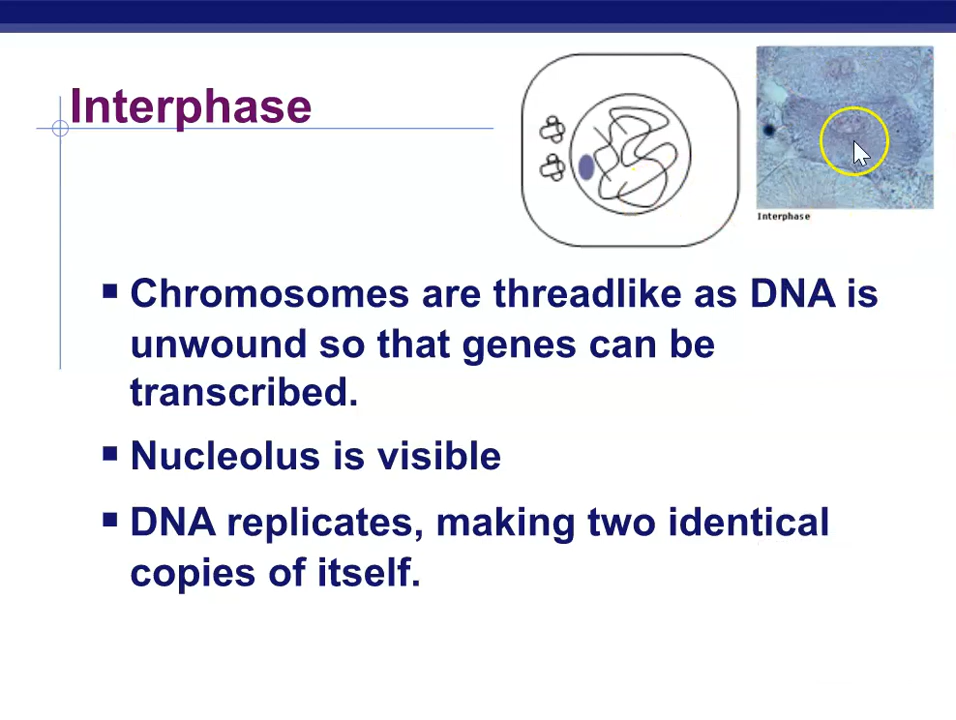 Interphase
Interphase
Chromosomes are threadlike as DNA is
unwound so that genes can be
transcribed.
Nucleolus is visible
DNA replicates, making two identical
copies of itself.